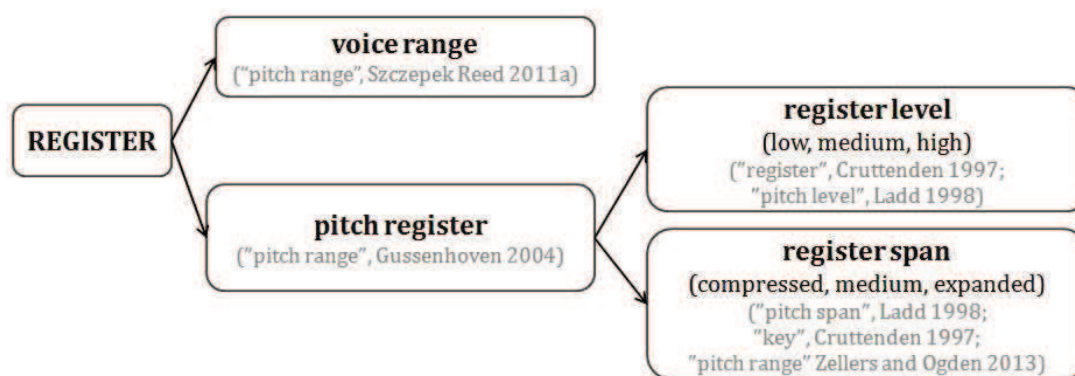 REGISTER
voice range
("pitch range", Szczepek Reed 2011a)
pitch register
("pitch range", Gussenhoven 2004)
register level
(low, medium, high)
("register", Cruttenden 1997;
"pitch level", Ladd 1998)
register span
(compressed, medium, expanded)
("pitch span", Ladd 1998;
"key", Cruttenden 1997;
"pitch range" Zellers and Ogden 2013)